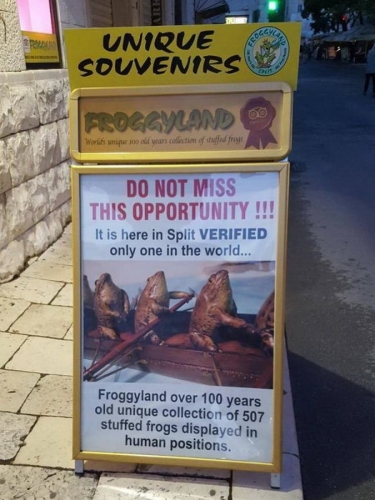 UNIQUE
SOUVENIRS
FROGGYLAND
SPLIT
FROGGYLAND
Worlds unique 100 old years collection of stuffed frogs
DO NOT MISS
THIS OPPORTUNITY !!!
It is here in Split VERIFIED
only one in the world...
Froggyland over 100 years
old unique collection of 507
stuffed frogs displayed in
human positions.